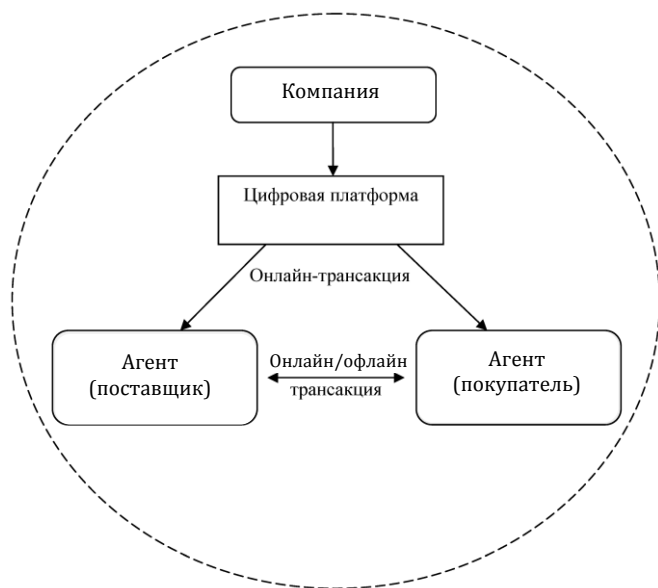 Компания
Цифровая платформа
Онлайн-трансакция
Агент
(поставщик)
Онлайн/офлайн
трансакция
Агент
(покупатель)